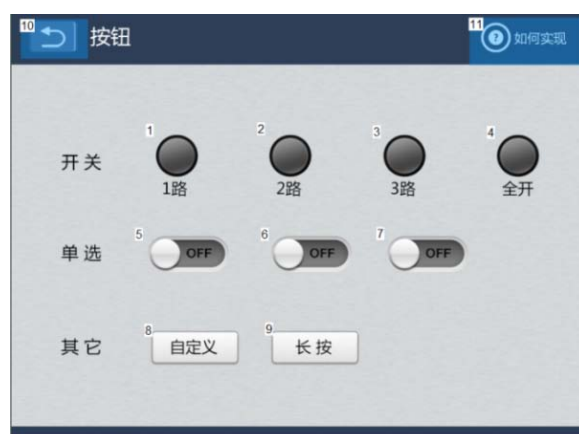 10 按钮 11 ? 如何实现
1 2 3 4
开关 1路 2路 3路 全开
5 6 7
单选 OFF OFF OFF
8 9
其它 自定义 长按